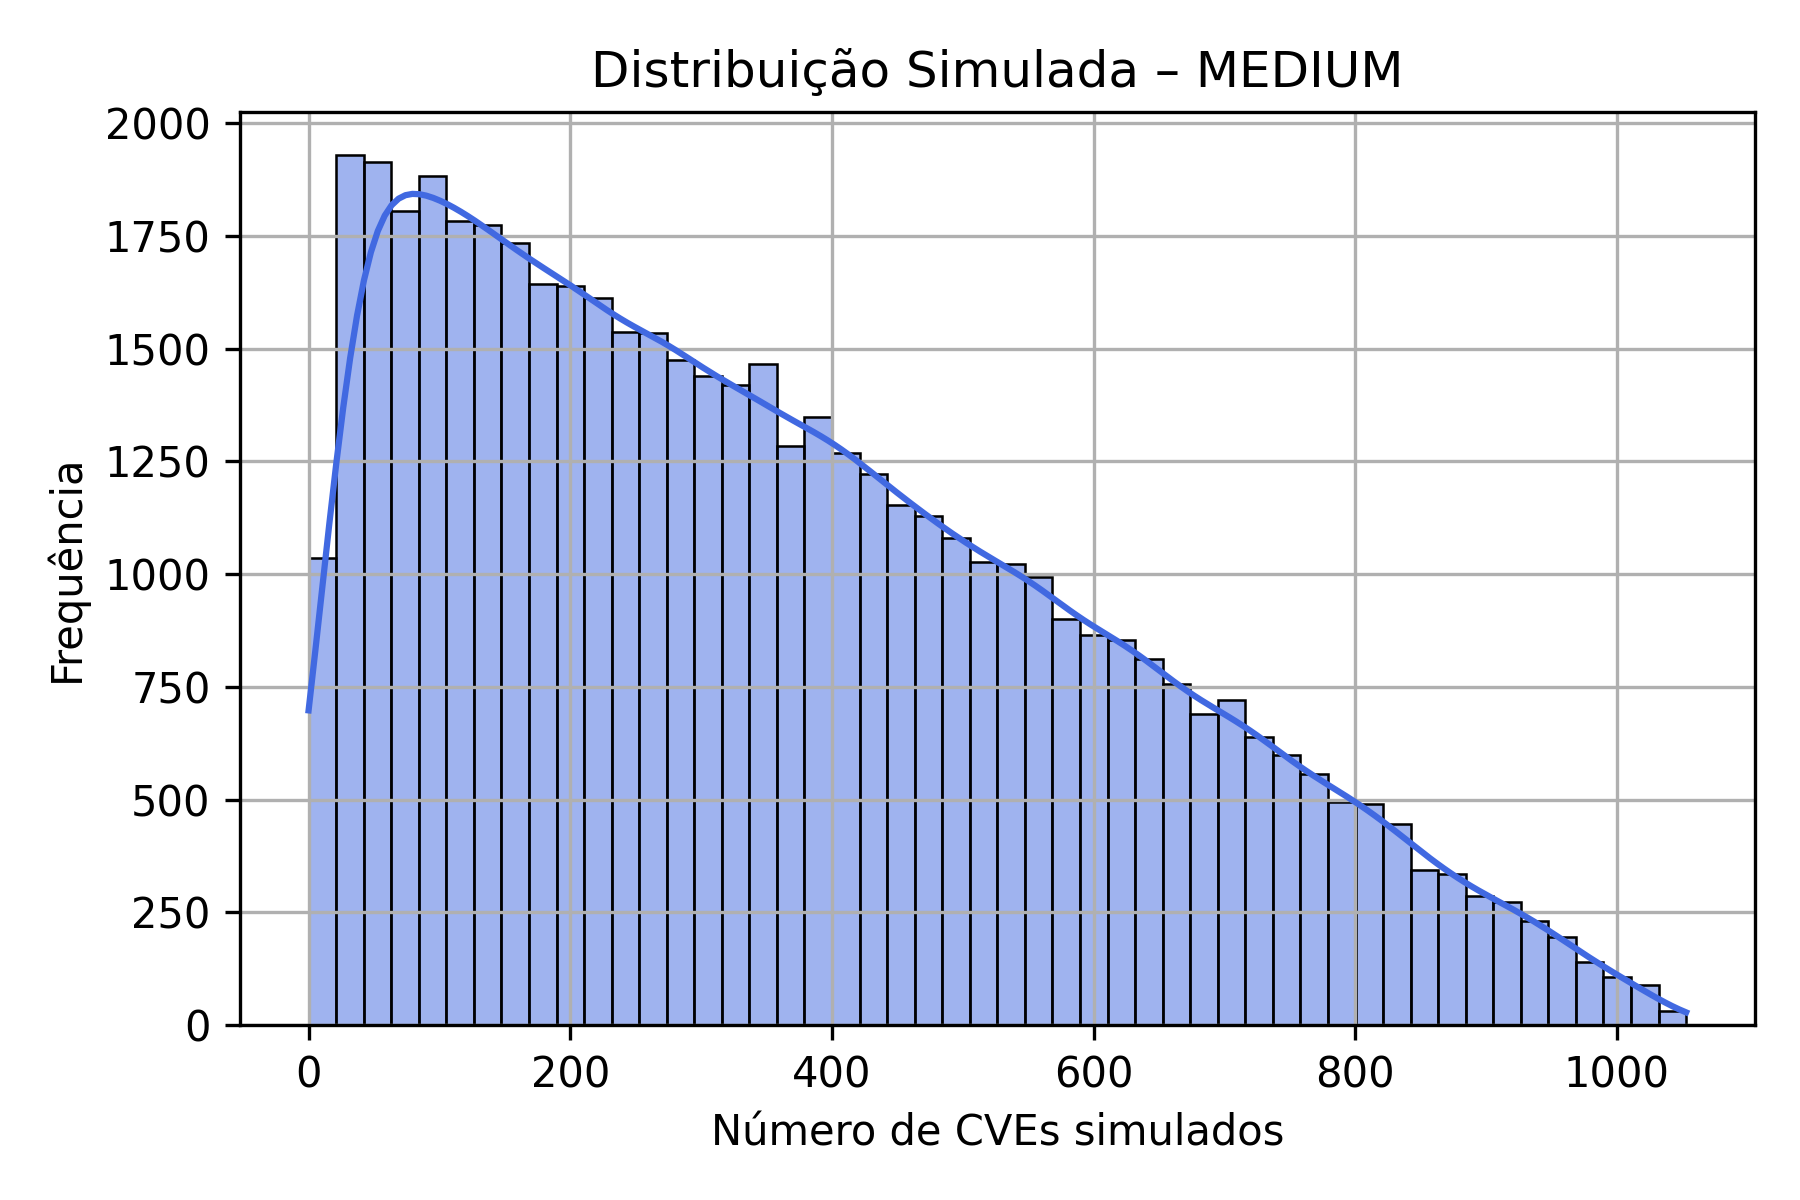 Distribuição Simulada – MEDIUM
2000
1750
1500
1250
1000
750
500
250
0
Frequência
0 200 400 600 800 1000
Número de CVEs simulados